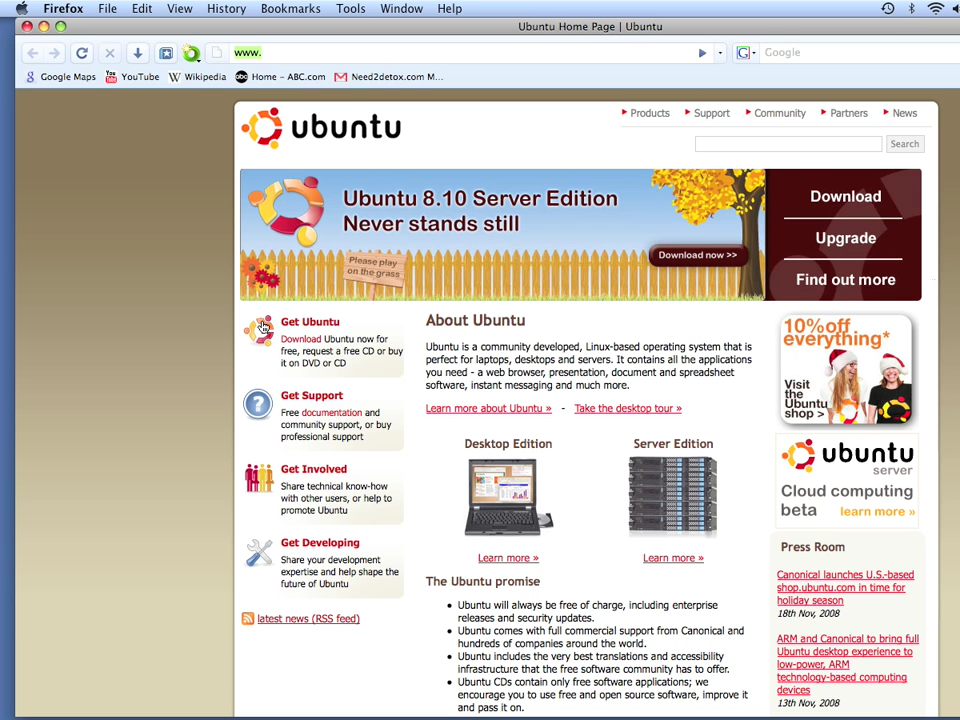 Firefox File Edit View History Bookmarks Tools Window Help
Ubuntu Home Page | Ubuntu
www.
G Google
Google Maps YouTube Wikipedia Home – ABC.com Need2detox.com M...
ubuntu
Products Support Community Partners News
Search
Ubuntu 8.10 Server Edition
Never stands still
Please play
on the grass
Download now >>
Download
Upgrade
Find out more
Get Ubuntu
Download Ubuntu now for
free, request a free CD or buy
it on DVD or CD
Get Support
Free documentation and
community support, or buy
professional support
Get Involved
Share technical know-how
with other users, or help to
promote Ubuntu
Get Developing
Share your development
expertise and help shape the
future of Ubuntu
latest news (RSS feed)
About Ubuntu
Ubuntu is a community developed, Linux-based operating system that is
perfect for laptops, desktops and servers. It contains all the applications
you need - a web browser, presentation, document and spreadsheet
software, instant messaging and much more.
Learn more about Ubuntu » - Take the desktop tour »
Desktop Edition
Learn more »
Server Edition
Learn more »
The Ubuntu promise
• Ubuntu will always be free of charge, including enterprise
releases and security updates.
• Ubuntu comes with full commercial support from Canonical and
hundreds of companies around the world.
• Ubuntu includes the very best translations and accessibility
infrastructure that the free software community has to offer.
• Ubuntu CDs contain only free software applications; we
encourage you to use free and open source software, improve it
and pass it on.
10% off
everything*
Visit
the
Ubuntu
shop >
ubuntu
server
Cloud computing
beta learn more »
Press Room
Canonical launches U.S.-based
shop.ubuntu.com in time for
holiday season
18th Nov, 2008
ARM and Canonical to bring full
Ubuntu desktop experience to
low-power, ARM
technology-based computing
devices
13th Nov, 2008